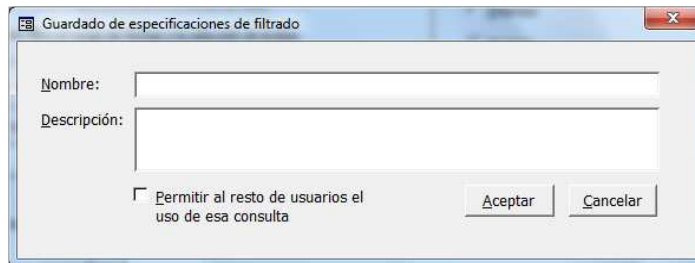 Guardado de especificaciones de filtrado
Nombre:
Descripción:
Permitir al resto de usuarios el
uso de esa consulta
Aceptar
Cancelar